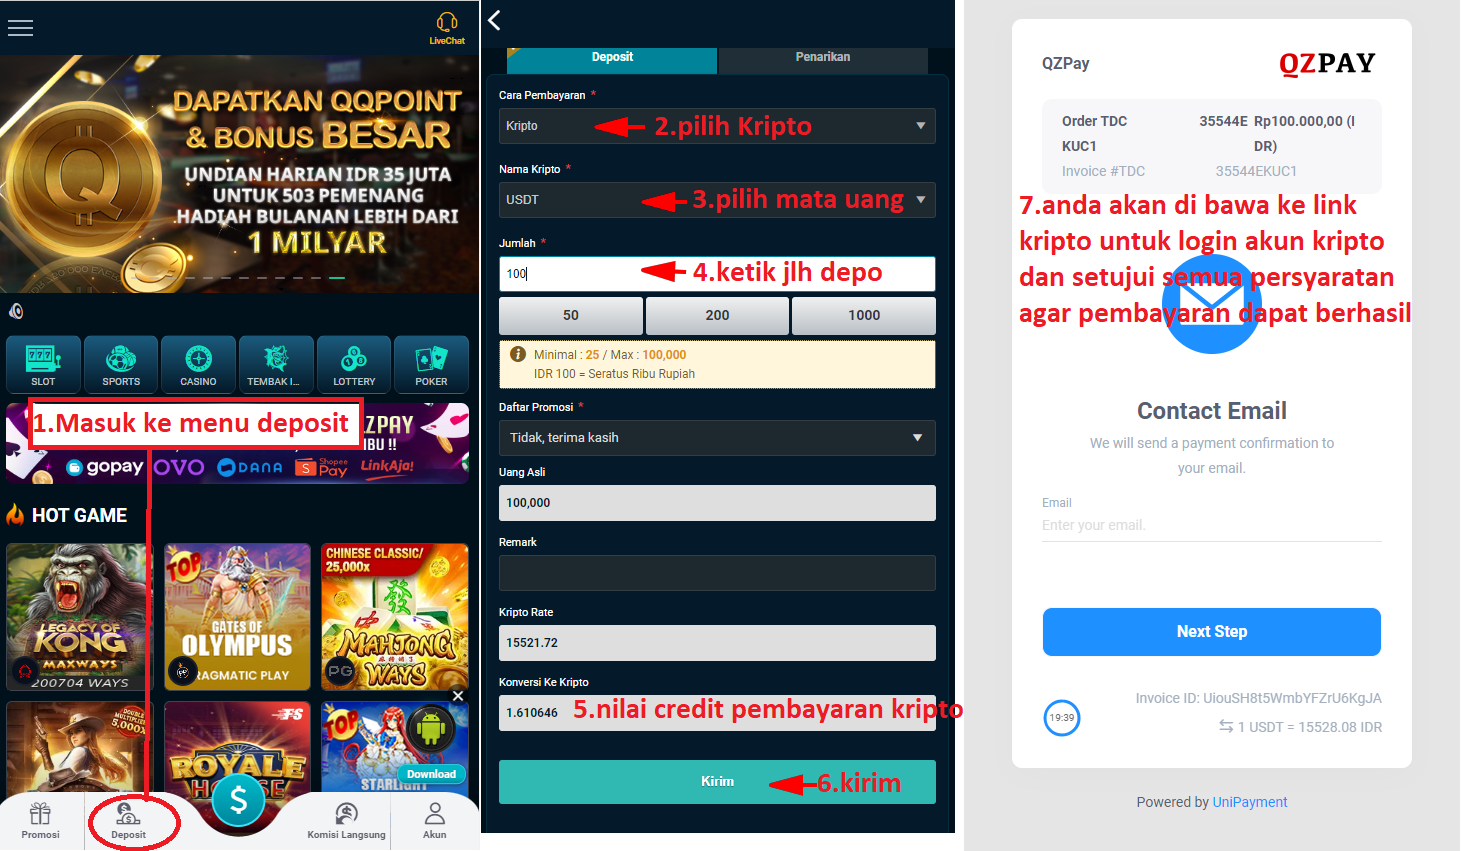 LiveChat
DAPATKAN QQPOINT
& BONUS BESAR
UNDIAN HARIAN IDR 35 JUTA
UNTUK 503 PEMENANG
HADIAH BULANAN LEBIH DARI
1 MILYAR
SLOT
SPORTS
CASINO
TEMBAK I...
LOTTERY
POKER
1.Masuk ke menu deposit
ZPAY
IBU !!
gopay
OVO
DANA
Shopee Pay
LinkAja!
HOT GAME
LEGACY OF
KONG
MAXWAYS
200704 WAYS
TOP
GATES OF
OLYMPUS
RAGMATIC PLAY
CHINESE CLASSIC/
25,000x
發
MAHJONG
WAYS
PG
DOUBLE
MULTIPLIER
5,000x
FS
ROYALE
HOUSE
TOP
STARLIGHT
Download
Promosi
Deposit
Komisi Langsung
Akun
Deposit
Penarikan
Cara Pembayaran *
Kripto
2.pilih Kripto
Nama Kripto *
USDT
3.pilih mata uang
Jumlah *
100
4.ketik jlh depo
50
200
1000
Minimal : 25 / Max : 100,000
IDR 100 = Seratus Ribu Rupiah
Daftar Promosi *
Tidak, terima kasih
Uang Asli
100,000
Remark
Kripto Rate
15521.72
Konversi Ke Kripto
1.610646
5.nilai credit pembayaran kripto
Kirim
6.kirim
QZPay
QZPAY
Order TDC 35544E Rp100.000,00 (I
KUC1 DR)
Invoice #TDC 35544EKUC1
7.anda akan di bawa ke link
kripto untuk login akun kripto
dan setujui semua persyaratan
agar pembayaran dapat berhasil
Contact Email
We will send a payment confirmation to
your email.
Email
Enter your email.
Next Step
19:39
Invoice ID: UiouSH8t5WmbYFZrU6KgJA
1 USDT = 15528.08 IDR
Powered by UniPayment